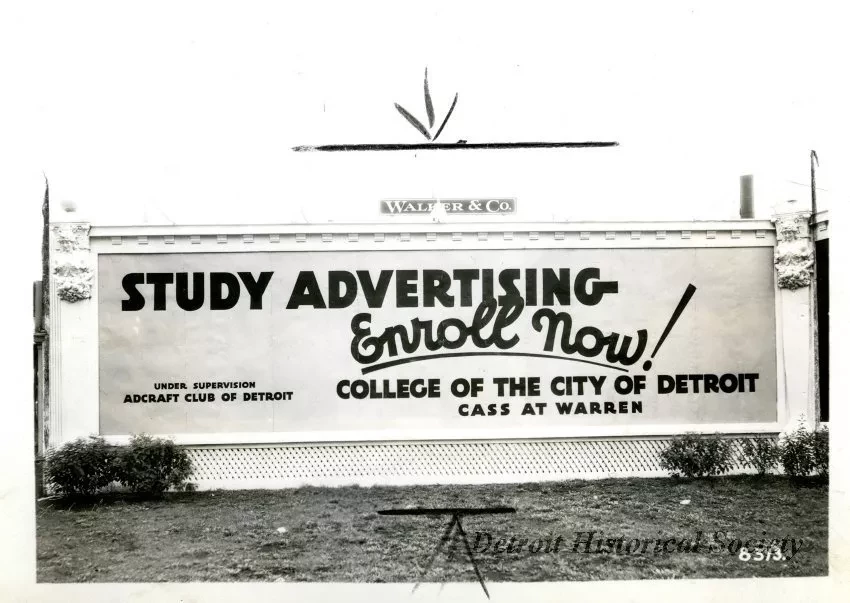 WALKER & CO.
STUDY ADVERTISING-
Enroll Now!
UNDER SUPERVISION
ADCRAFT CLUB OF DETROIT
COLLEGE OF THE CITY OF DETROIT
CASS AT WARREN
Detroit Historical Society
8313.